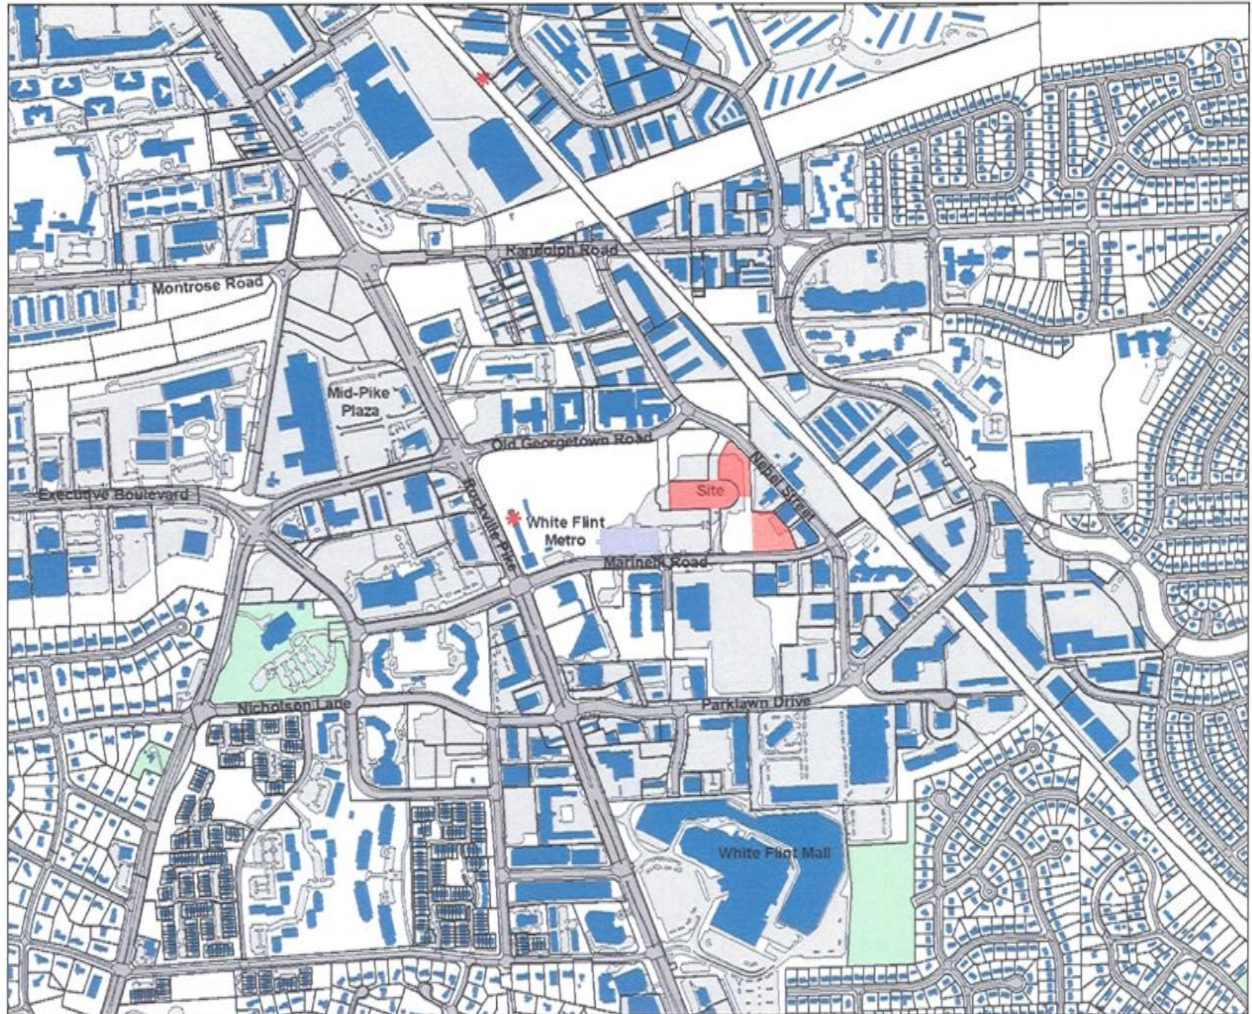 Randolph Road
Montrose Road
Mid-Pike
Plaza
Old Georgetown Road
Nebel Street
Executive Boulevard
Site
Rockville Pike
White Flint
Metro
Marinelli Road
Nicholson Lane
Parklawn Drive
White Flint Mall